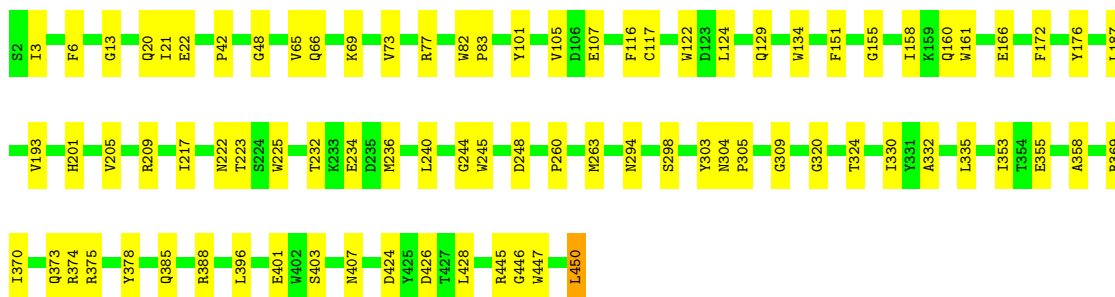 S2 I3 F6 G13 Q20 I21 E22 P42 G48 V65 Q66 K69 V73 R77 W82 P83 Y101 V105 D106 E107 F116 C117 W122 D123 L124 Q129 W134 F151 G155 I158 K159 Q160 W161 E166 F172 Y176 L187
V193 H201 V205 R209 I217 N222 T223 S224 W225 T232 K233 E234 D235 M236 L240 G244 W245 D248 P260 M263 N294 S298 Y303 N304 P305 G309 G320 T324 I330 Y331 A332 L335 I353 T354 E355 A358 R369
I370 Q373 R374 R375 Y378 Q385 R388 L396 E401 W402 S403 N407 D424 Y425 D426 T427 L428 R445 G446 W447 L450